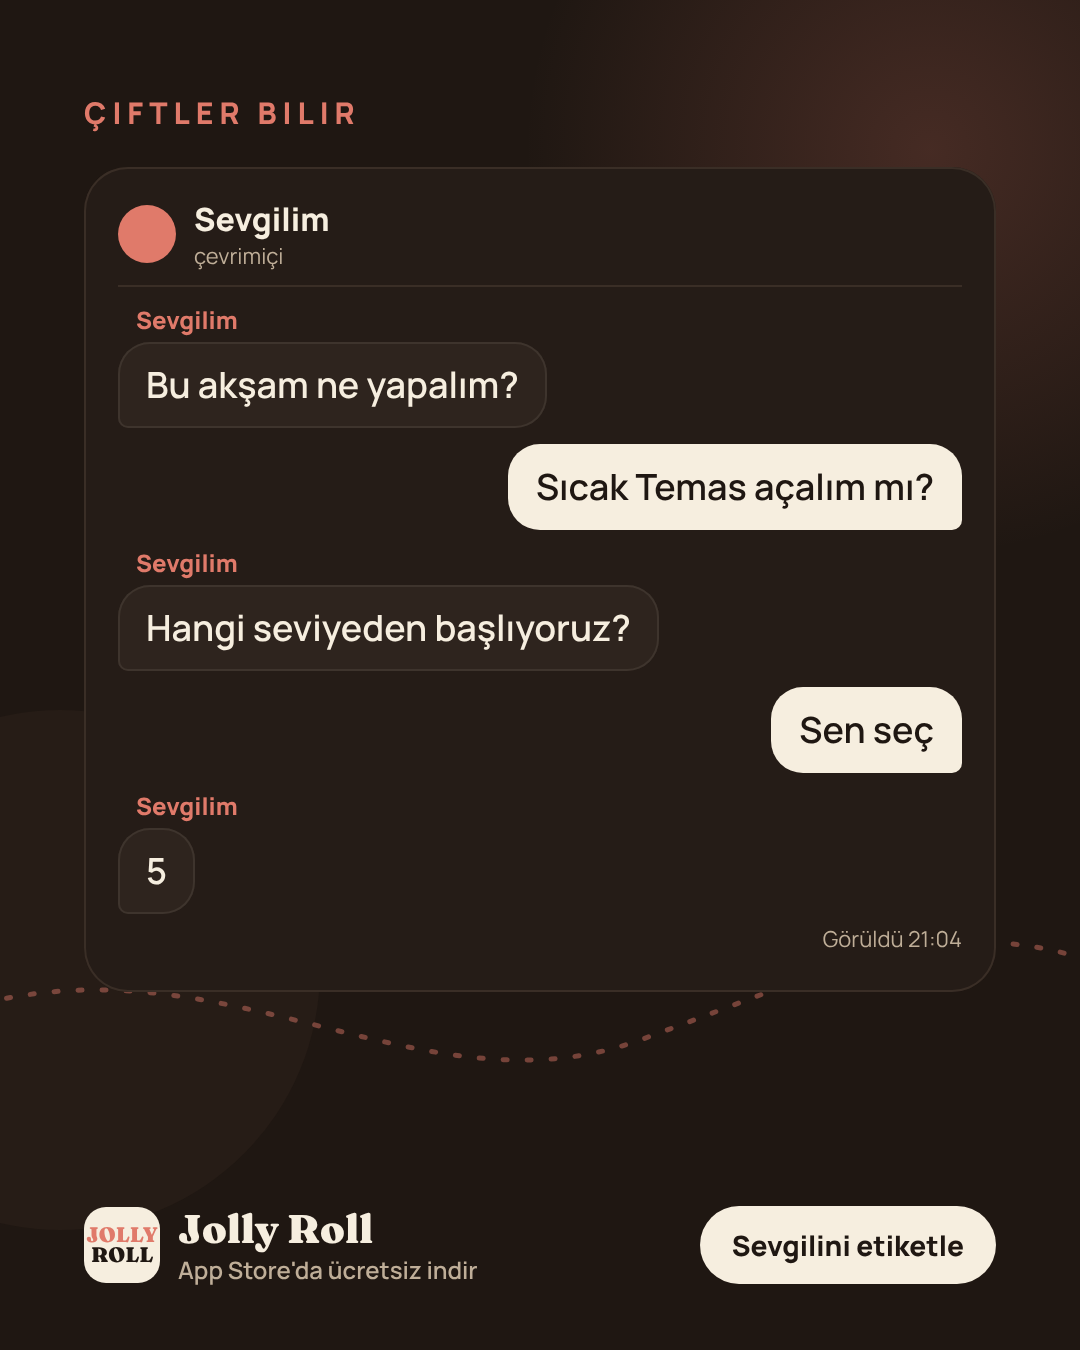 ÇIFTLER BILIR
Sevgilim
çevrimiçi
Sevgilim
Bu akşam ne yapalım?
Sıcak Temas açalım mı?
Sevgilim
Hangi seviyeden başlıyoruz?
Sen seç
Sevgilim
5
Görüldü 21:04
JOLLY
ROLL
Jolly Roll
App Store'da ücretsiz indir
Sevgilini etiketle